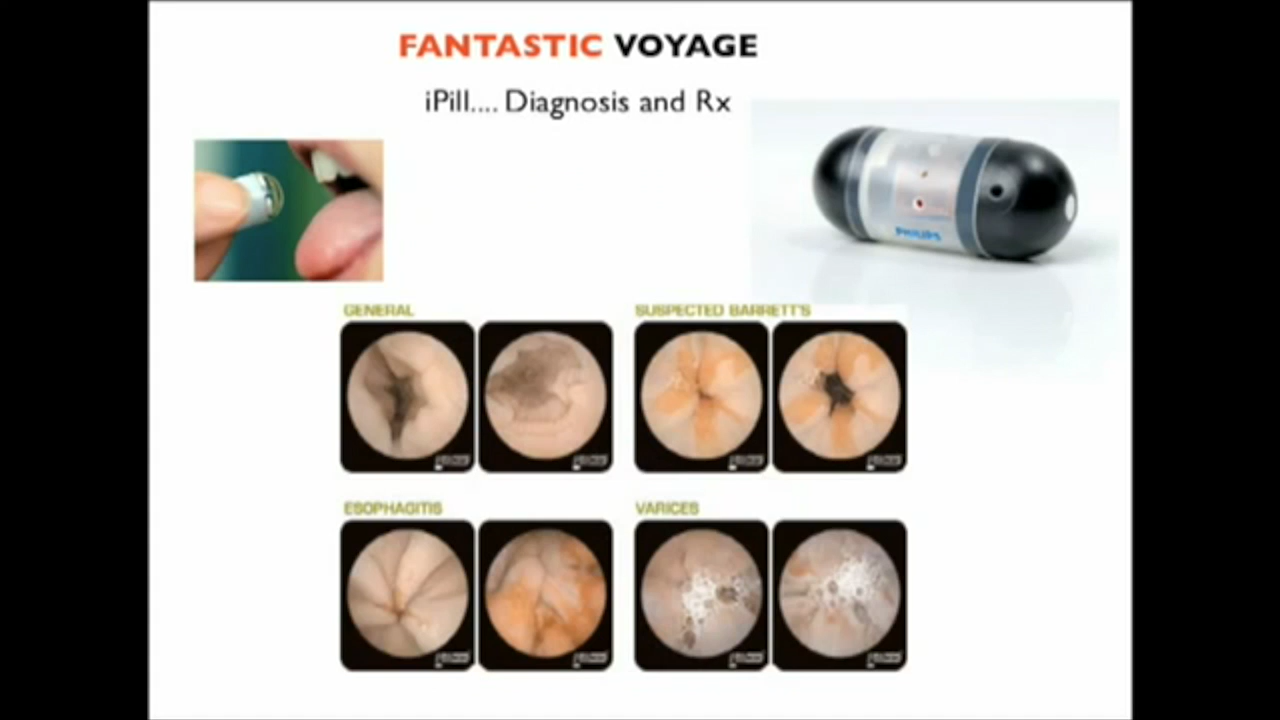 FANTASTIC VOYAGE
iPill.... Diagnosis and Rx
PHILIPS
GENERAL
SUSPECTED BARRETT'S
ESOPHAGITIS
VARICES